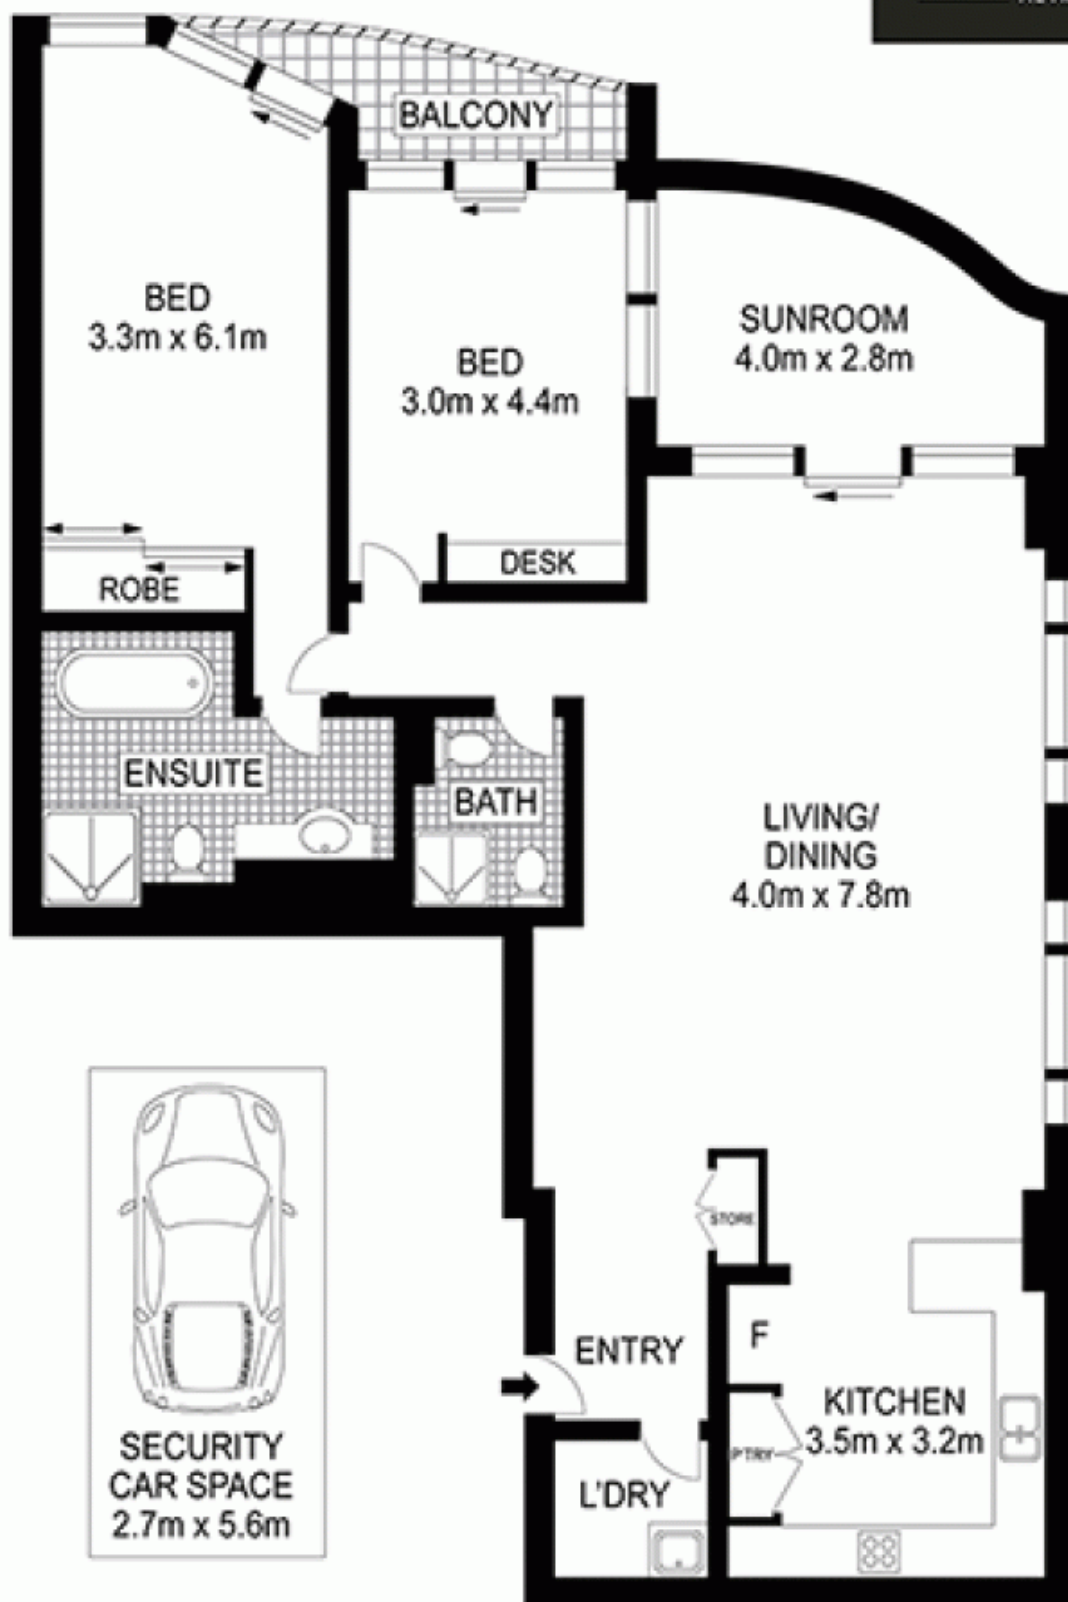 BALCONY
BED
3.3m x 6.1m
BED
3.0m x 4.4m
SUNROOM
4.0m x 2.8m
DESK
ROBE
ENSUITE
BATH
LIVING/
DINING
4.0m x 7.8m
STORE
ENTRY
F
KITCHEN
3.5m x 3.2m
PTRY
L'DRY
SECURITY
CAR SPACE
2.7m x 5.6m